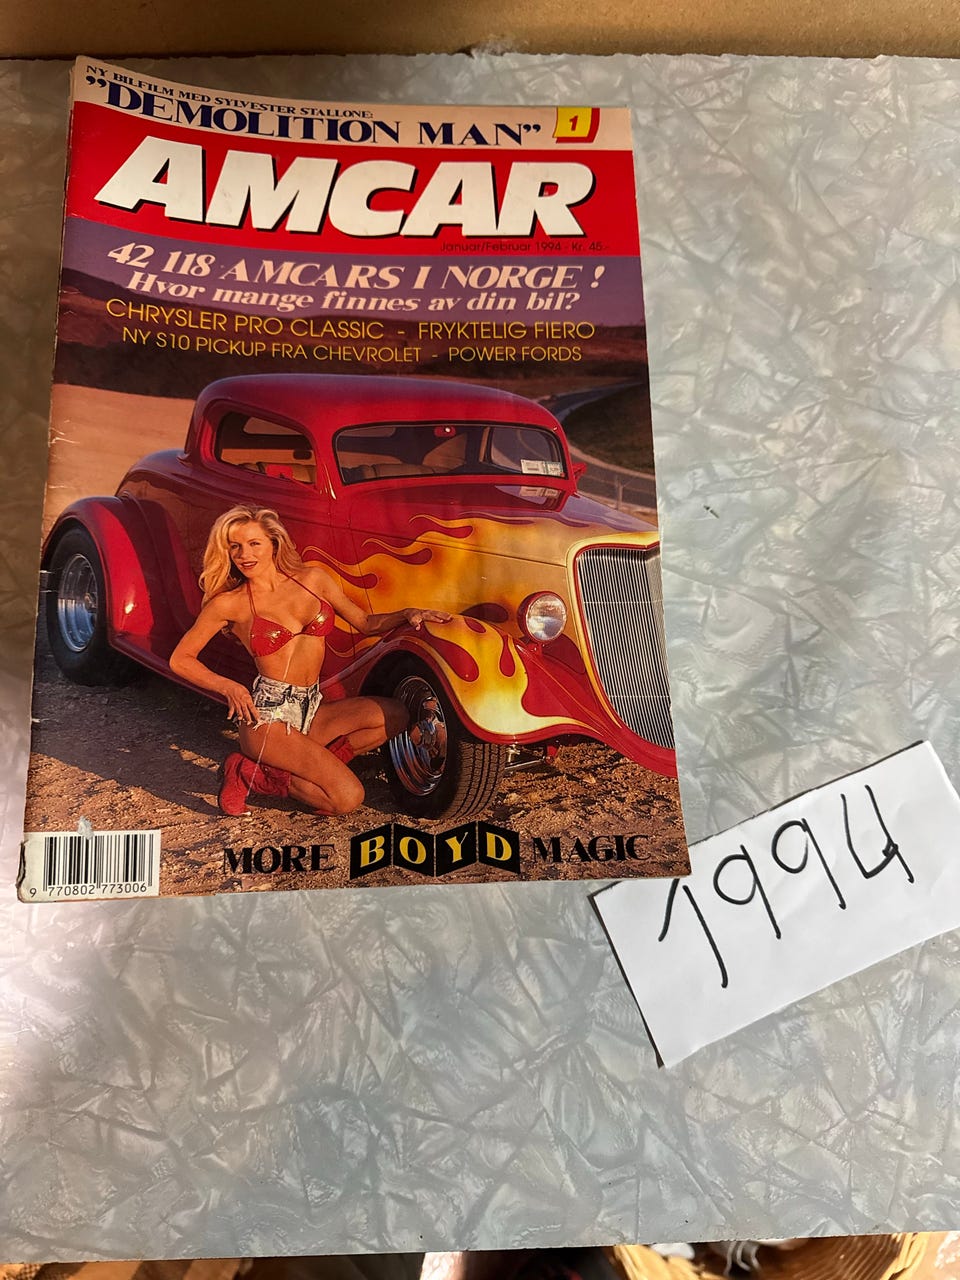 NY BILFILM MED SYLVESTER STALLONE:
"DEMOLITION MAN"
1
AMCAR
Januar/Februar 1994 - Kr. 45.-
42 118 AMCARS I NORGE !
Hvor mange finnes av din bil?
CHRYSLER PRO CLASSIC - FRYKTELIG FIERO
NY S10 PICKUP FRA CHEVROLET - POWER FORDS
MORE BOYD MAGIC
9 770802 773006
1994